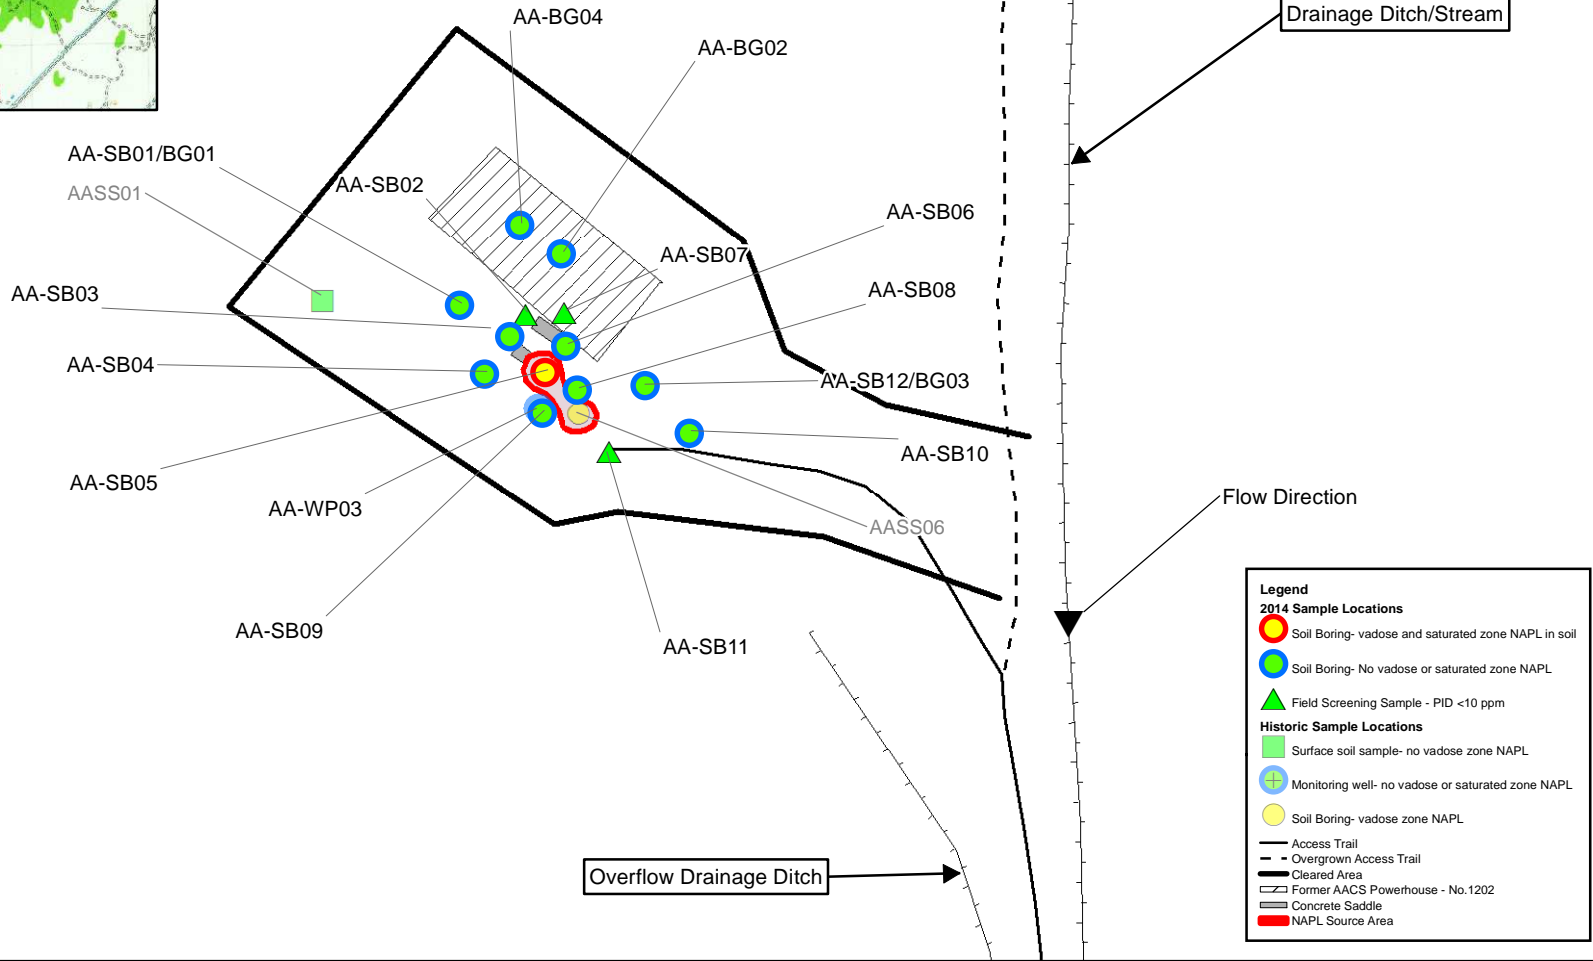 AA-BG04
Drainage Ditch/Stream
AA-BG02
AA-SB01/BG01
AASS01
AA-SB02
AA-SB06
AA-SB07
AA-SB03
AA-SB08
AA-SB04
AA-SB12/BG03
AA-SB10
AA-SB05
AA-WP03
AASS06
Flow Direction
AA-SB09
AA-SB11
Overflow Drainage Ditch
Legend
2014 Sample Locations
Soil Boring- vadose and saturated zone NAPL in soil
Soil Boring- No vadose or saturated zone NAPL
Field Screening Sample - PID <10 ppm
Historic Sample Locations
Surface soil sample- no vadose zone NAPL
Monitoring well- no vadose or saturated zone NAPL
Soil Boring- vadose zone NAPL
Access Trail
Overgrown Access Trail
Cleared Area
Former AACS Powerhouse - No.1202
Concrete Saddle
NAPL Source Area